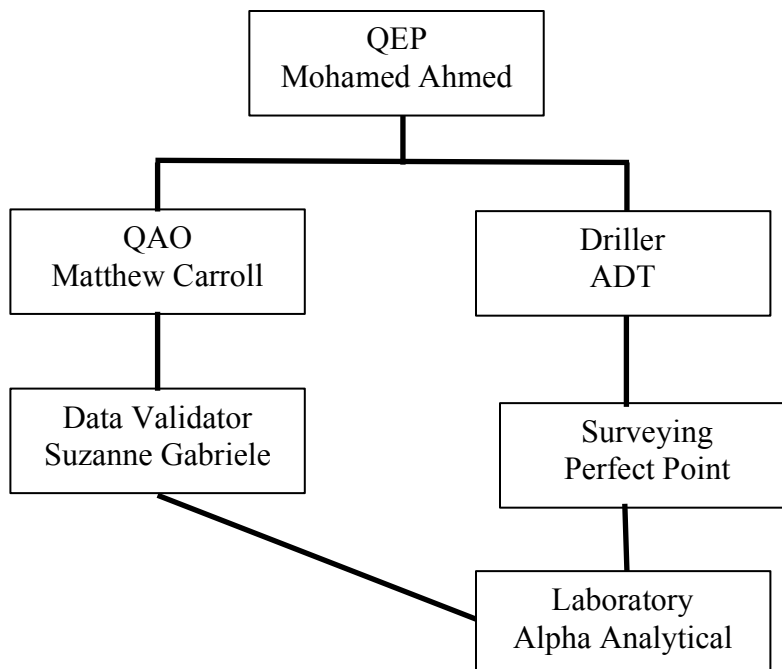 QEP
Mohamed Ahmed
QAO
Matthew Carroll
Driller
ADT
Data Validator
Suzanne Gabriele
Surveying
Perfect Point
Laboratory
Alpha Analytical